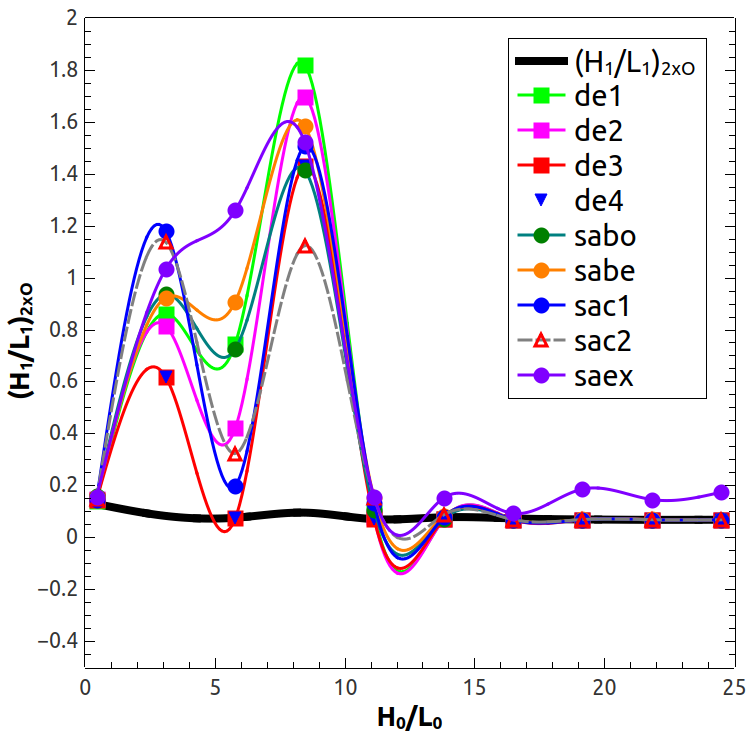 2
1.8
1.6
1.4
1.2
1
0.8
0.6
0.4
0.2
0
−0.2
−0.4
(H₁/L₁)₂ₓO
(H₁/L₁)₂ₓO
de1
de2
de3
de4
sabo
sabe
sac1
sac2
saex
0 5 10 15 20 25
H₀/L₀